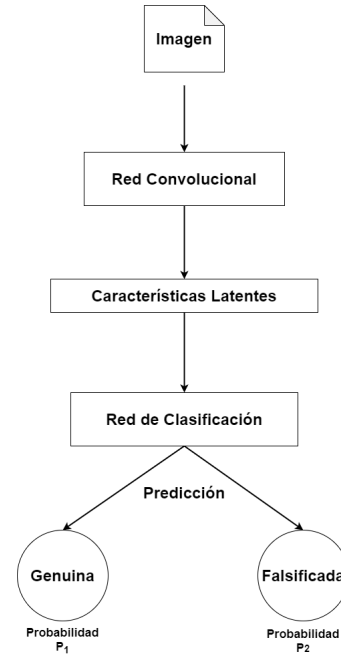 Imagen
Red Convolucional
Características Latentes
Red de Clasificación
Predicción
Genuina
Falsificada
Probabilidad
P₁
Probabilidad
P₂